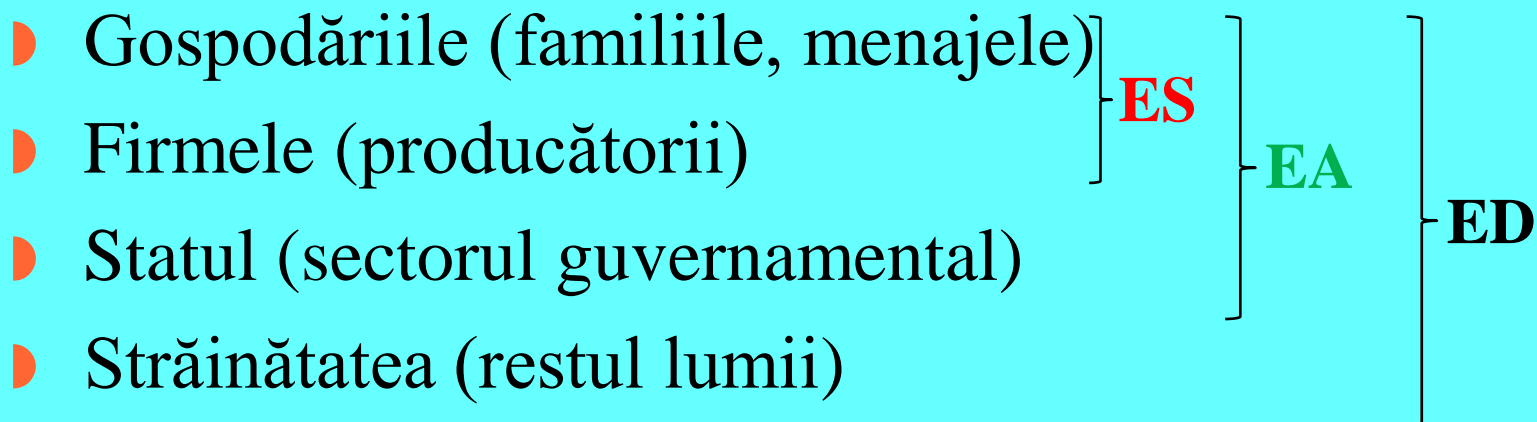 Gospodăriile (familiile, menajele)
ES
Firmele (producătorii)
EA
ED
Statul (sectorul guvernamental)
Străinătatea (restul lumii)